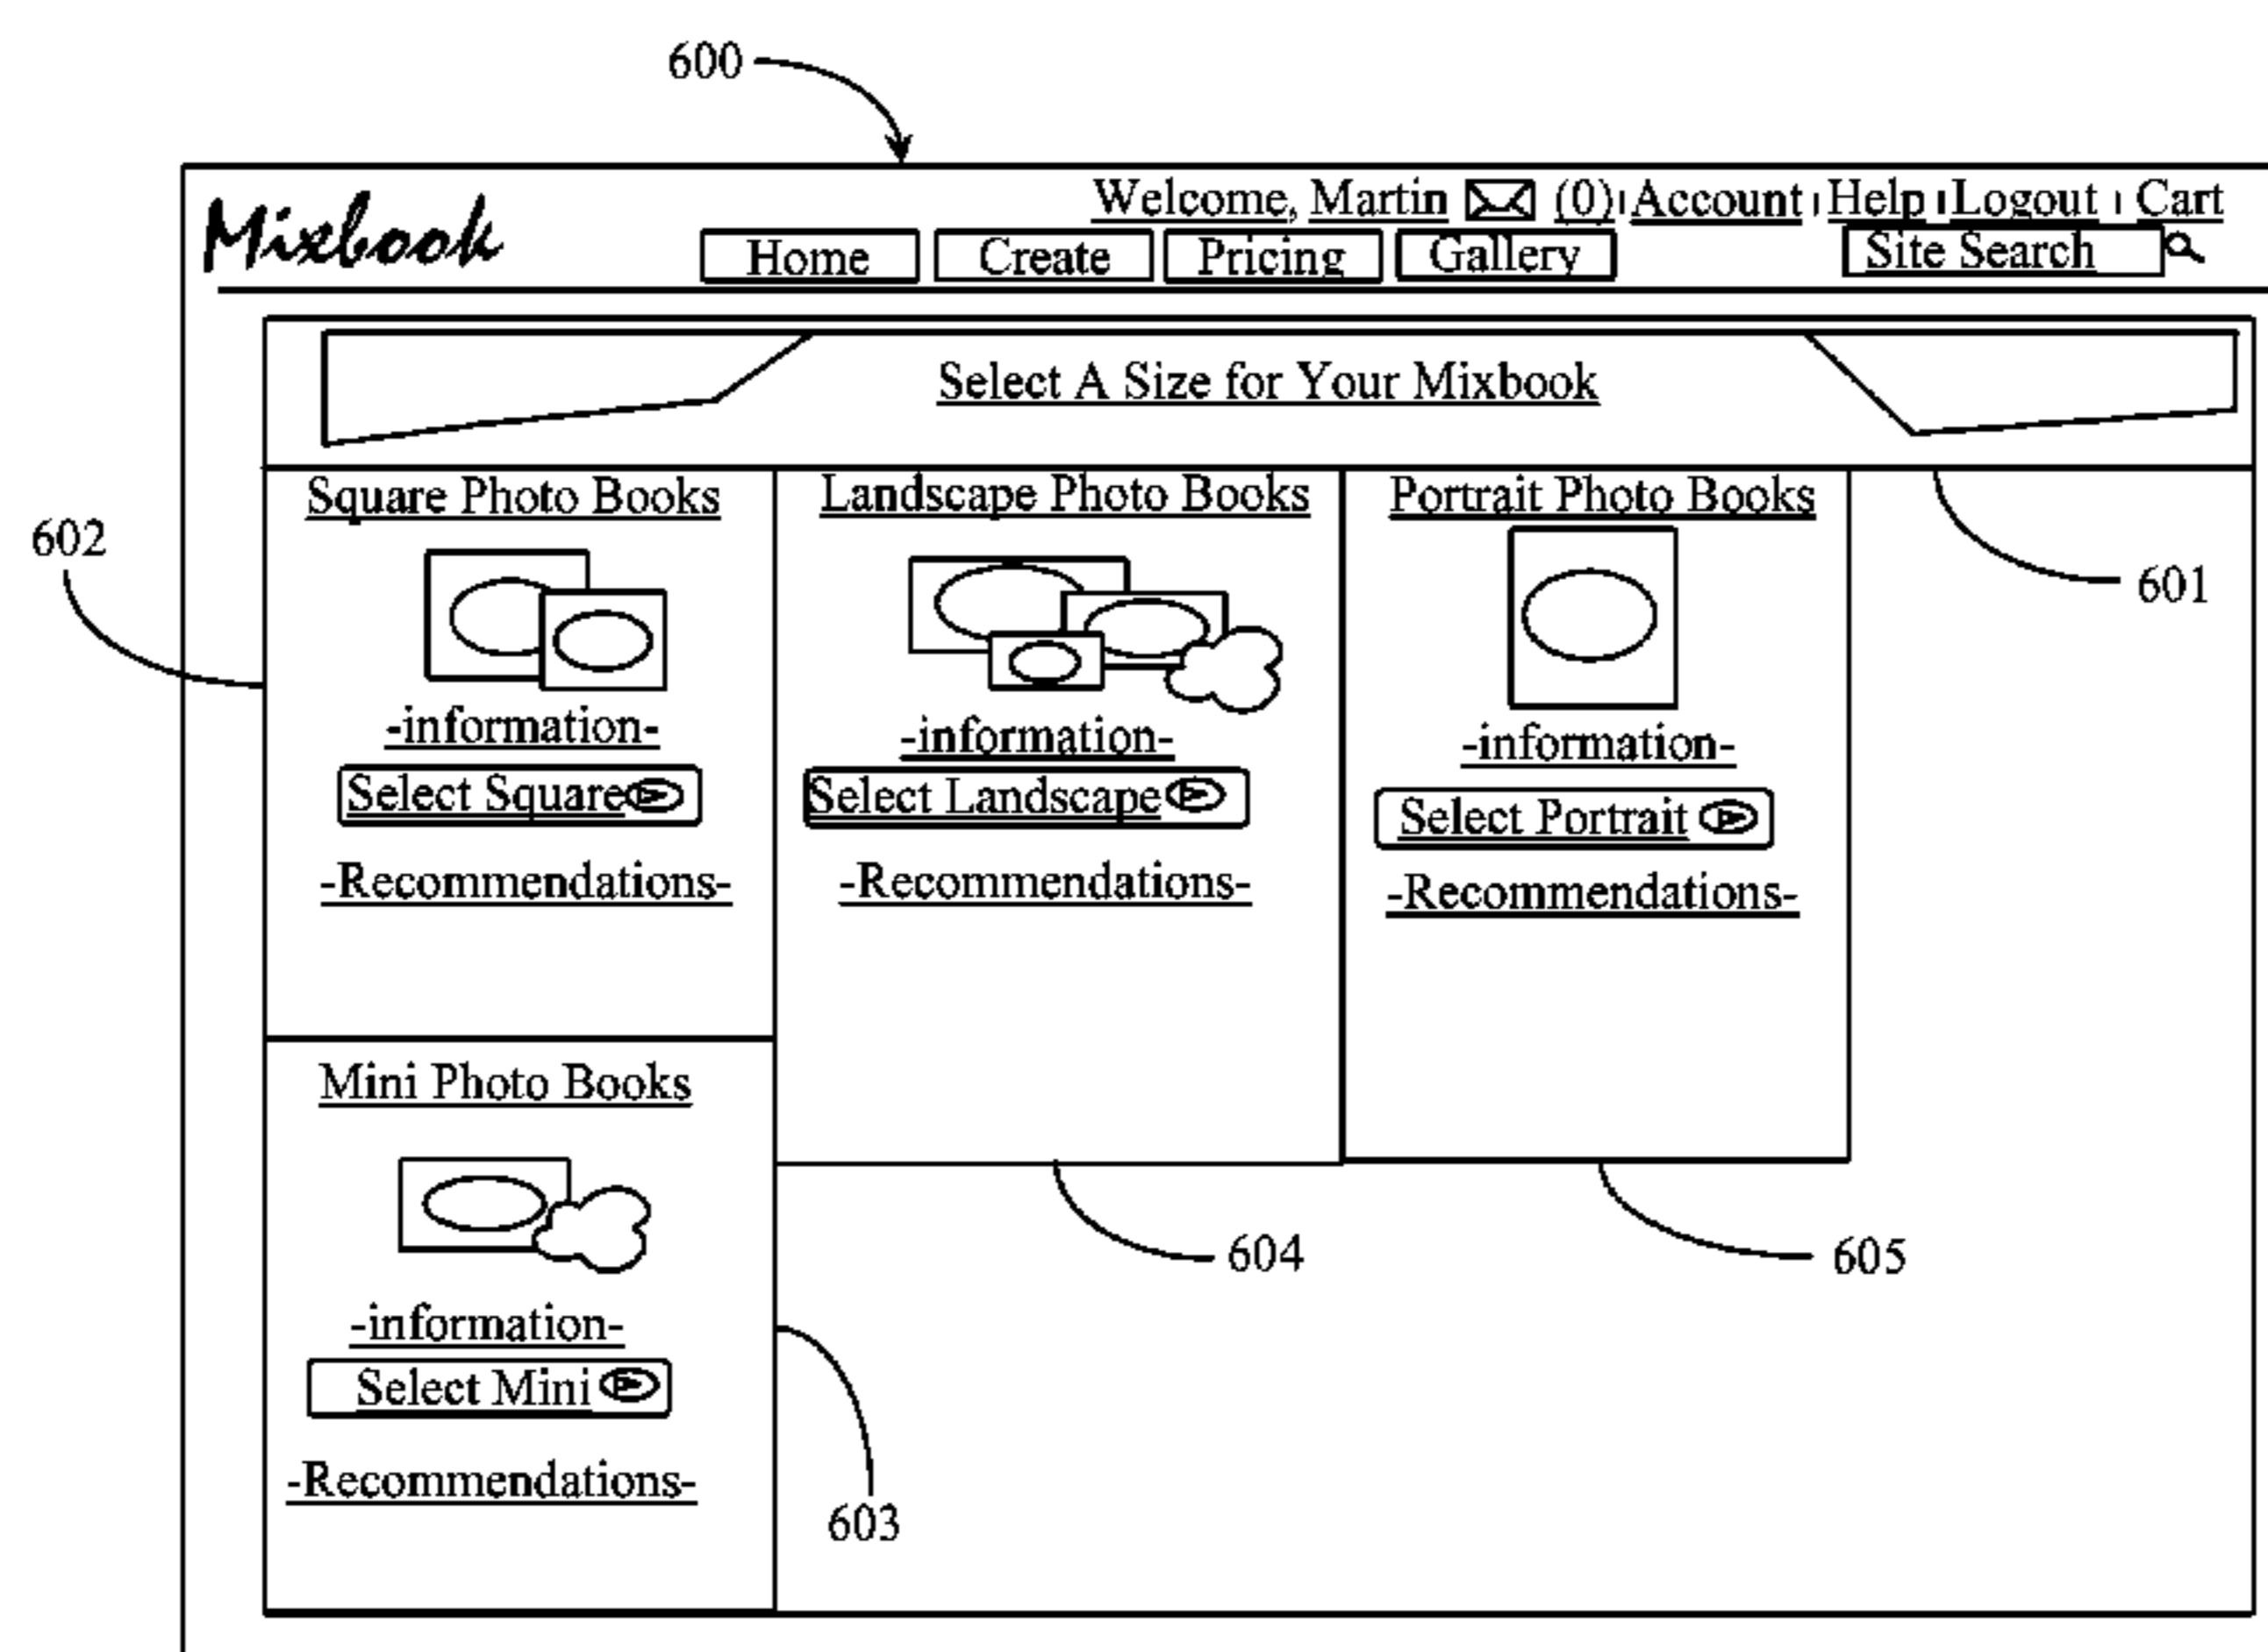 600
Mixbook
Welcome, Martin (0) Account Help Logout Cart
Home Create Pricing Gallery Site Search
Select A Size for Your Mixbook
Square Photo Books
-information-
Select Square
-Recommendations-
Landscape Photo Books
-information-
Select Landscape
-Recommendations-
Portrait Photo Books
-information-
Select Portrait
-Recommendations-
601
602
Mini Photo Books
-information-
Select Mini
-Recommendations-
603
604
605